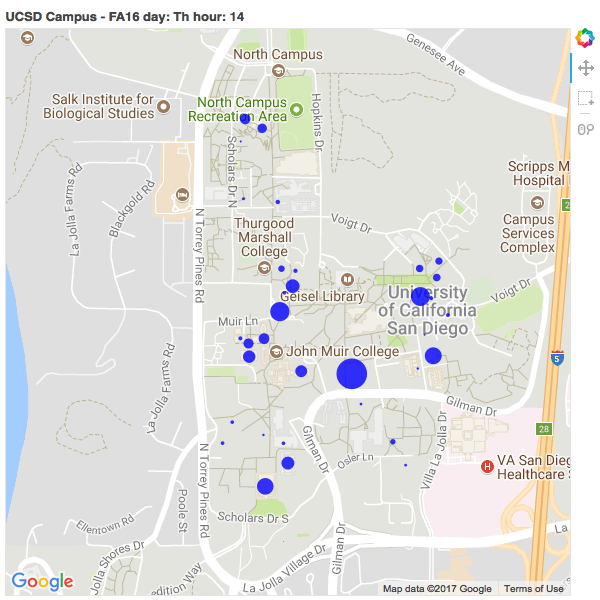 UCSD Campus - FA16 day: Th hour: 14
Genesee Ave
North Campus
Salk Institute for
Biological Studies
North Campus
Recreation Area
Hopkins Dr
Scholars Dr N
La Jolla Farms Rd
Blackgold Rd
Scripps M
Hospital
2
Campus
Services
Complex
N Torrey Pines Rd
Voigt Dr
Thurgood
Marshall
College
Voigt Dr
Geisel Library
University
of California
San Diego
Muir Ln
John Muir College
5
La Jolla Farms Rd
Gilman Dr
28
N Torrey Pines Rd
Gilman Dr
Villa La Jolla Dr
Osler Ln
VA San Dieg
Healthcare S
H
Poole St
Ellentown Rd
Scholars Dr S
La Jolla Shores Dr
Gilman Dr
La
La Jolla Village Dr
edition Way
Google
Map data ©2017 Google
Terms of Use